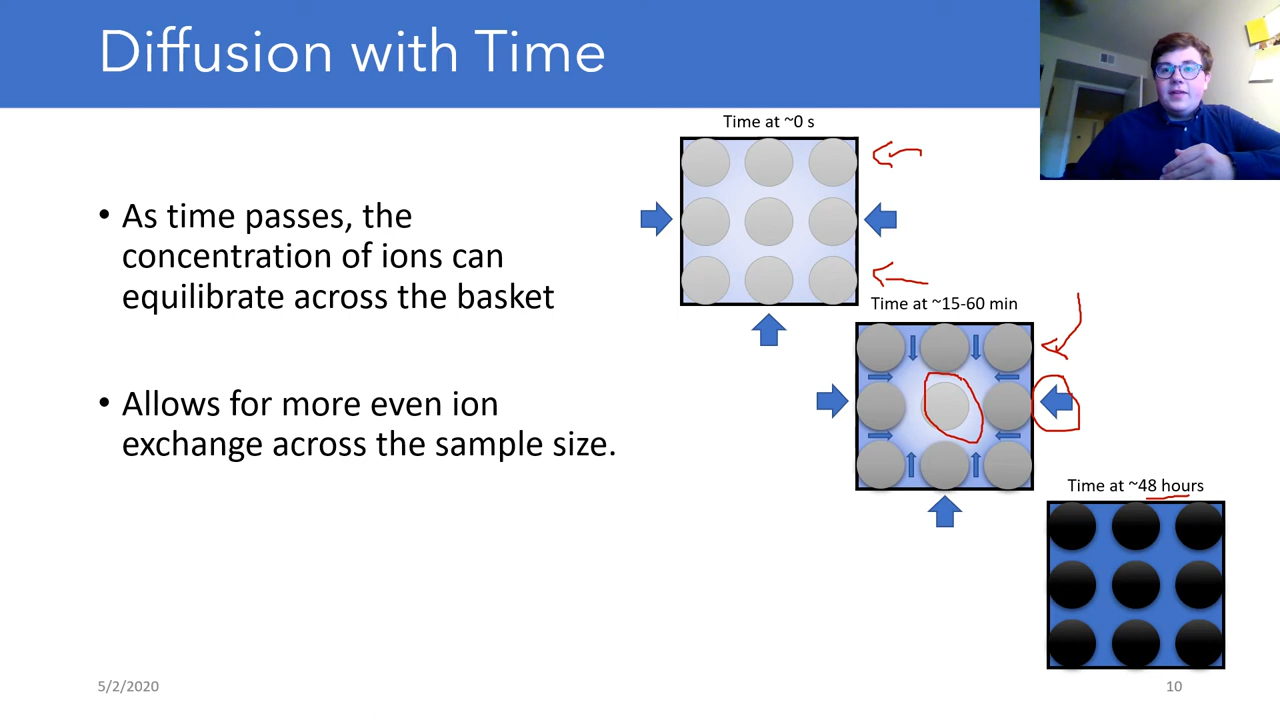 Diffusion with Time
Time at ~0 s
• As time passes, the
concentration of ions can
equilibrate across the basket
Time at ~15-60 min
• Allows for more even ion
exchange across the sample size.
Time at ~48 hours
5/2/2020
10